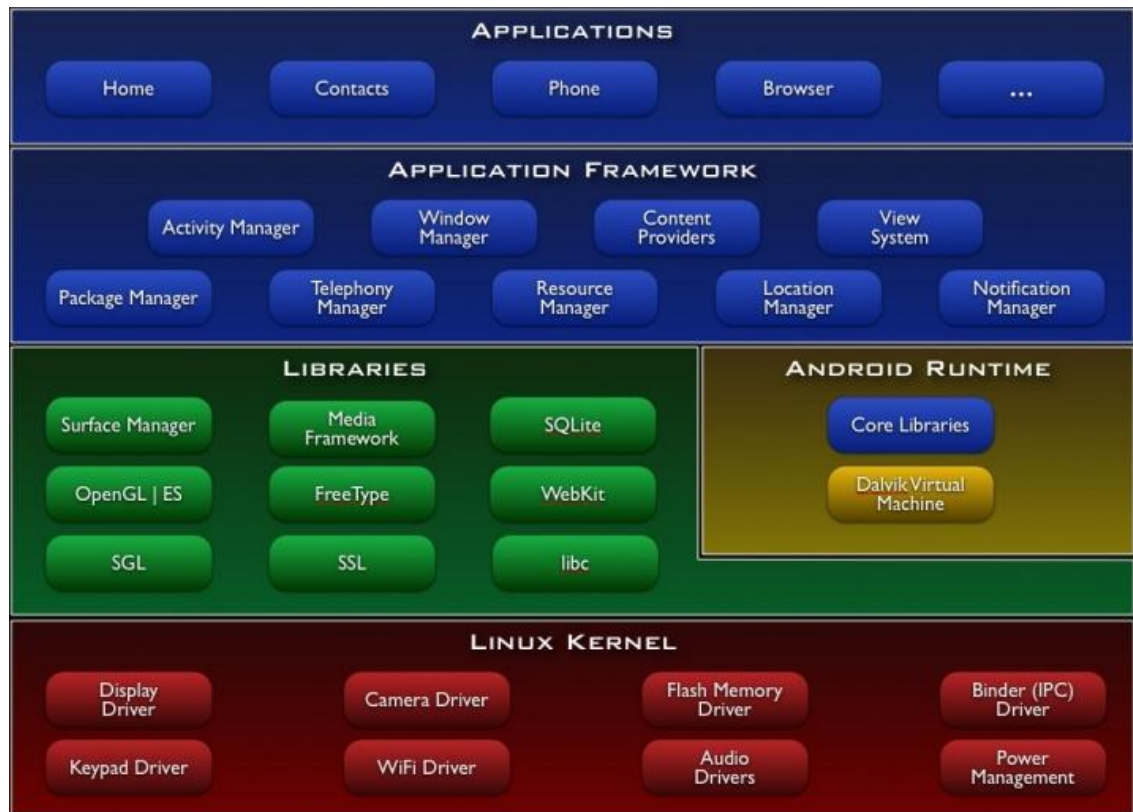 APPLICATIONS
Home
Contacts
Phone
Browser
...
APPLICATION FRAMEWORK
Activity Manager
Window
Manager
Content
Providers
View
System
Package Manager
Telephony
Manager
Resource
Manager
Location
Manager
Notification
Manager
LIBRARIES
Surface Manager
Media
Framework
SQLite
OpenGL | ES
FreeType
WebKit
SGL
SSL
libc
ANDROID RUNTIME
Core Libraries
Dalvik Virtual
Machine
LINUX KERNEL
Display
Driver
Camera Driver
Flash Memory
Driver
Binder (IPC)
Driver
Keypad Driver
WiFi Driver
Audio
Drivers
Power
Management